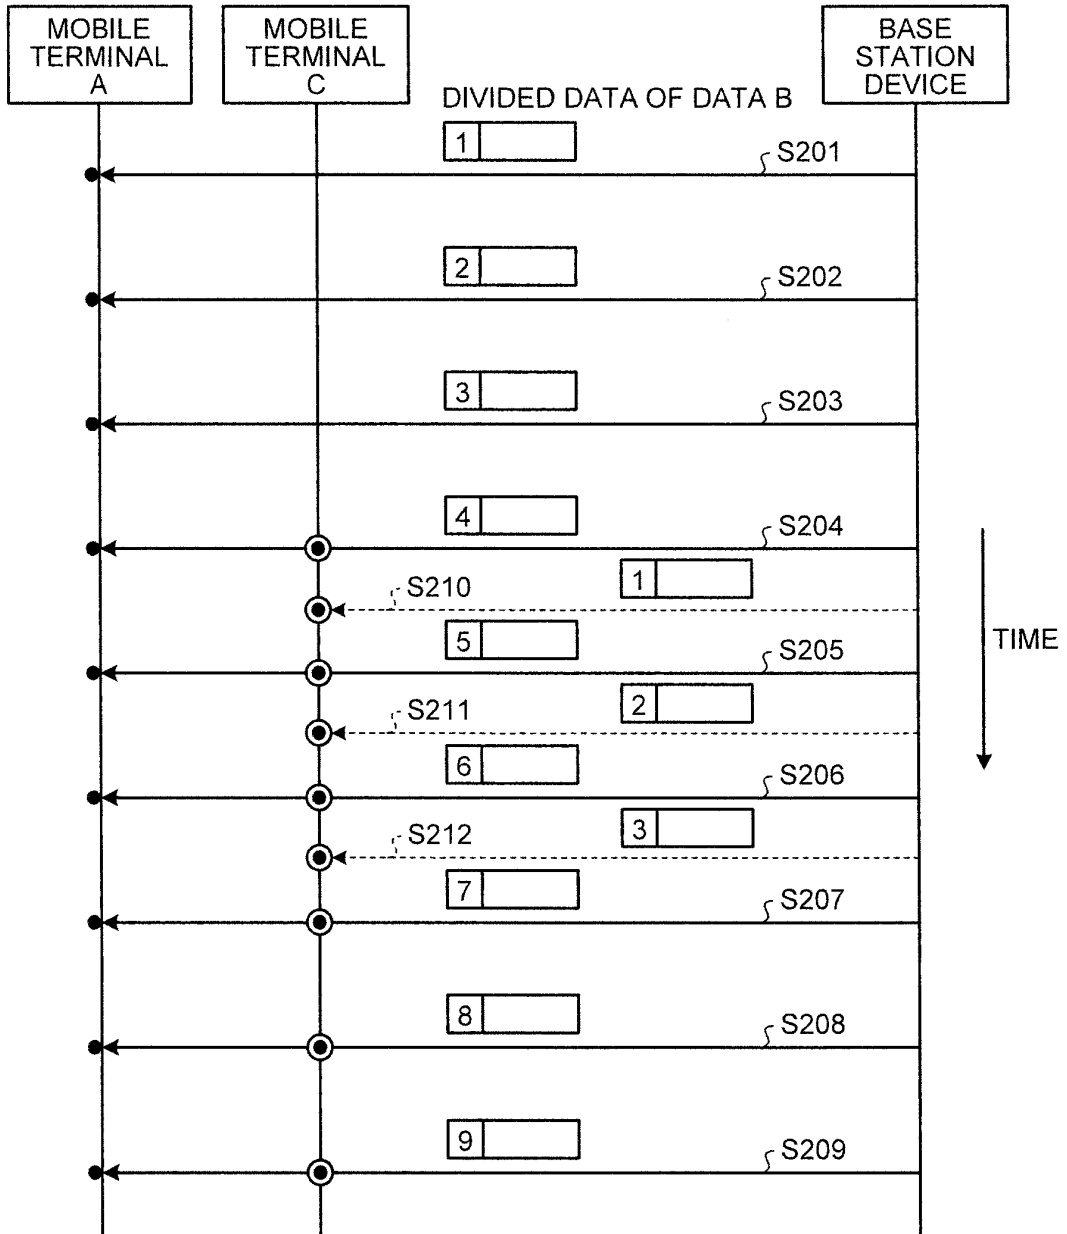 MOBILE
TERMINAL
A
MOBILE
TERMINAL
C
BASE
STATION
DEVICE
DIVIDED DATA OF DATA B
1
S201
2
S202
3
S203
4
S204
1
S210
5
S205
TIME
2
S211
6
S206
3
S212
7
S207
8
S208
9
S209